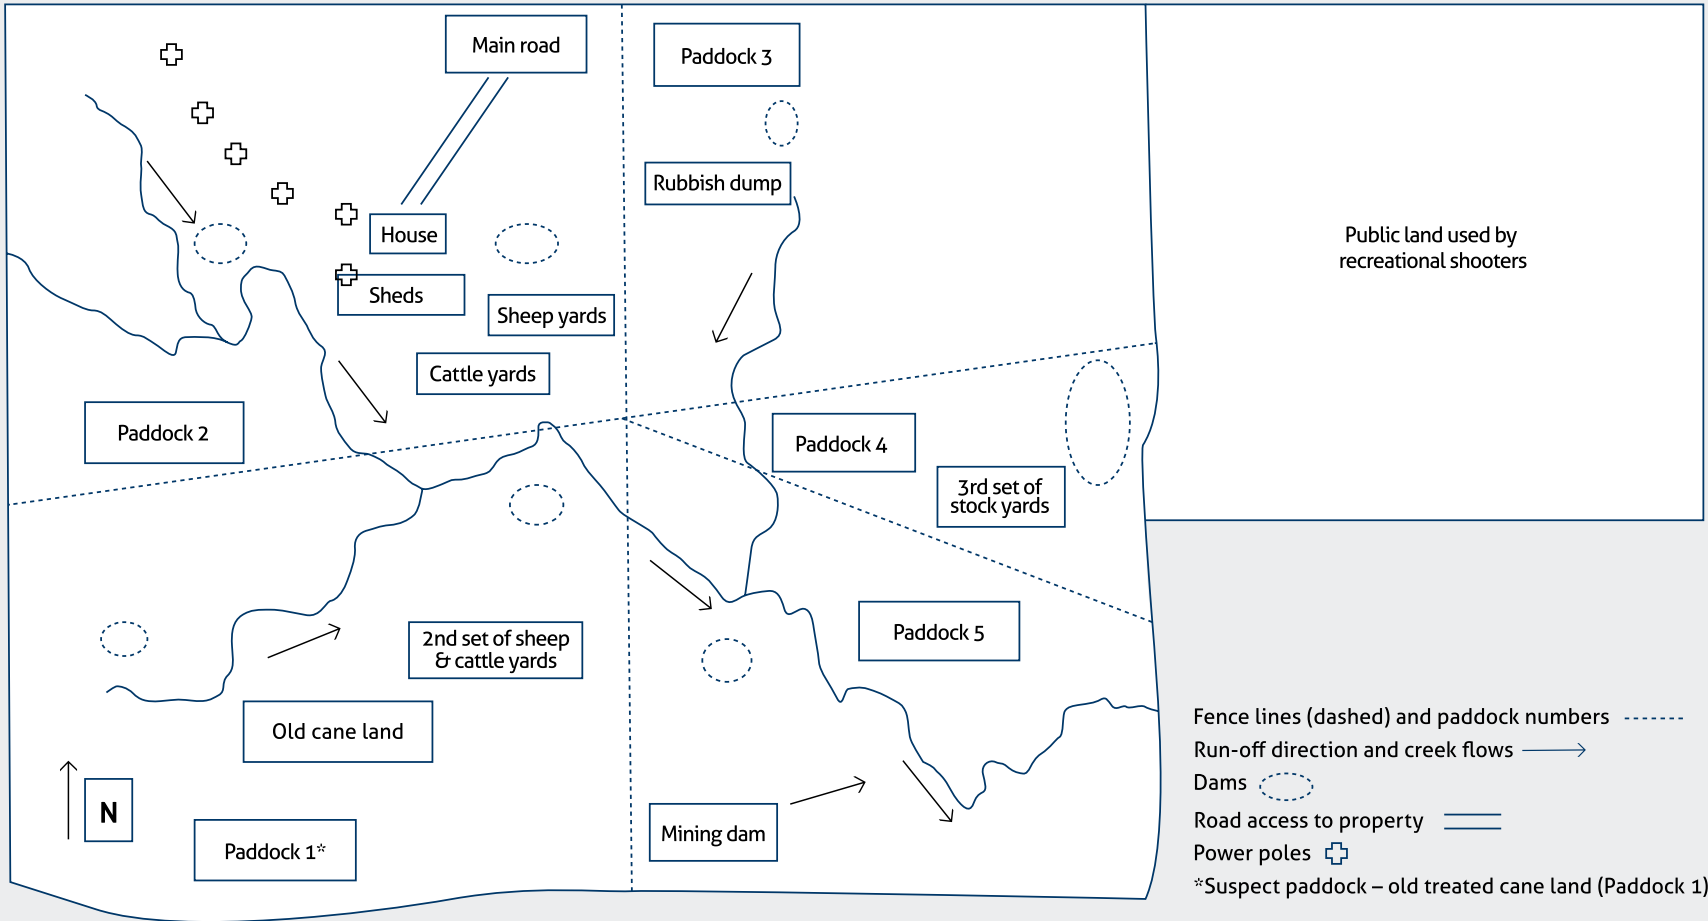 Main road
Paddock 3
Rubbish dump
House
Sheds
Sheep yards
Cattle yards
Public land used by
recreational shooters
Paddock 2
Paddock 4
3rd set of
stock yards
2nd set of sheep
& cattle yards
Paddock 5
Old cane land
N
Paddock 1*
Mining dam
Fence lines (dashed) and paddock numbers
Run-off direction and creek flows
Dams
Road access to property
Power poles
*Suspect paddock – old treated cane land (Paddock 1)